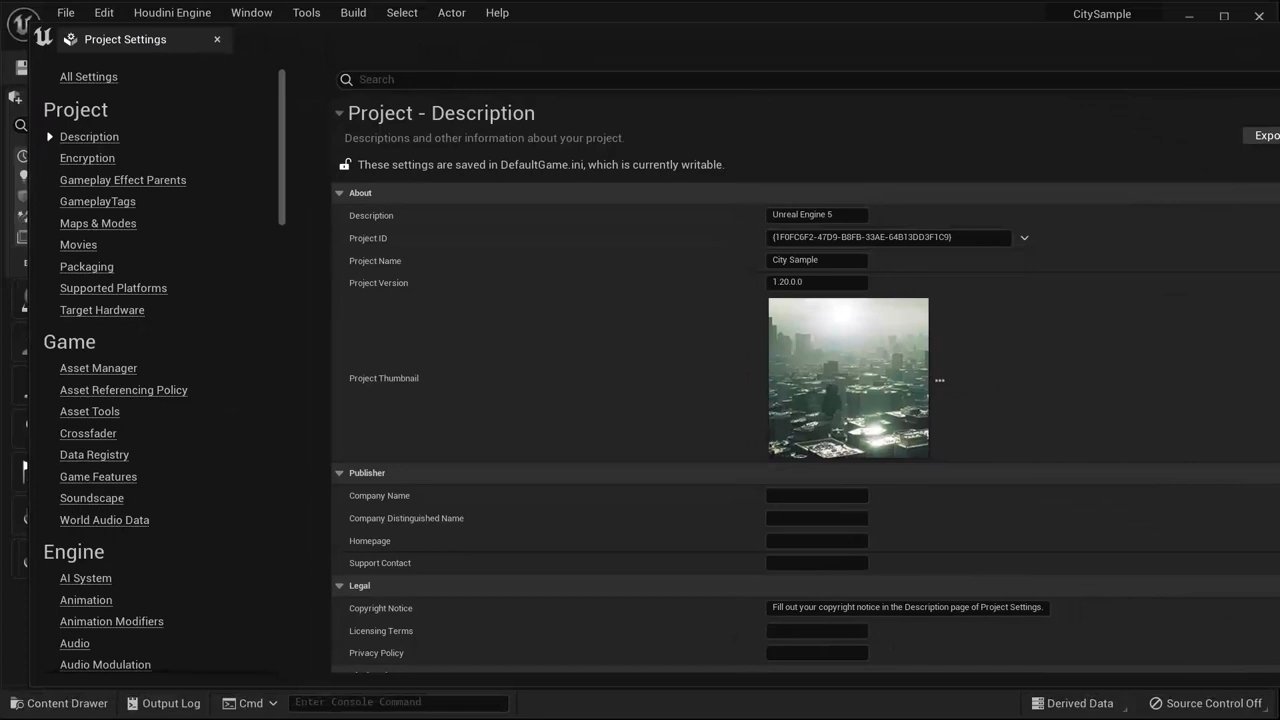 File Edit Houdini Engine Window Tools Build Select Actor Help CitySample
Project Settings
All Settings
Search
Project
Project - Description
Descriptions and other information about your project.
Expo
Description
Encryption
These settings are saved in DefaultGame.ini, which is currently writable.
Gameplay Effect Parents
About
GameplayTags
Description Unreal Engine 5
Maps & Modes
Project ID {1F0FC6F2-47D9-B8FB-33AE-64B13DD3F1C9}
Movies
Project Name City Sample
Packaging
Project Version 1.20.0.0
Supported Platforms
Target Hardware
Game
Asset Manager
Project Thumbnail
Asset Referencing Policy
Asset Tools
Crossfader
Data Registry
Game Features
Publisher
Soundscape
Company Name
World Audio Data
Company Distinguished Name
Homepage
Engine
Support Contact
AI System
Legal
Animation
Copyright Notice Fill out your copyright notice in the Description page of Project Settings.
Animation Modifiers
Licensing Terms
Audio
Privacy Policy
Audio Modulation
Content Drawer Output Log Cmd Enter Console Command Derived Data Source Control Off